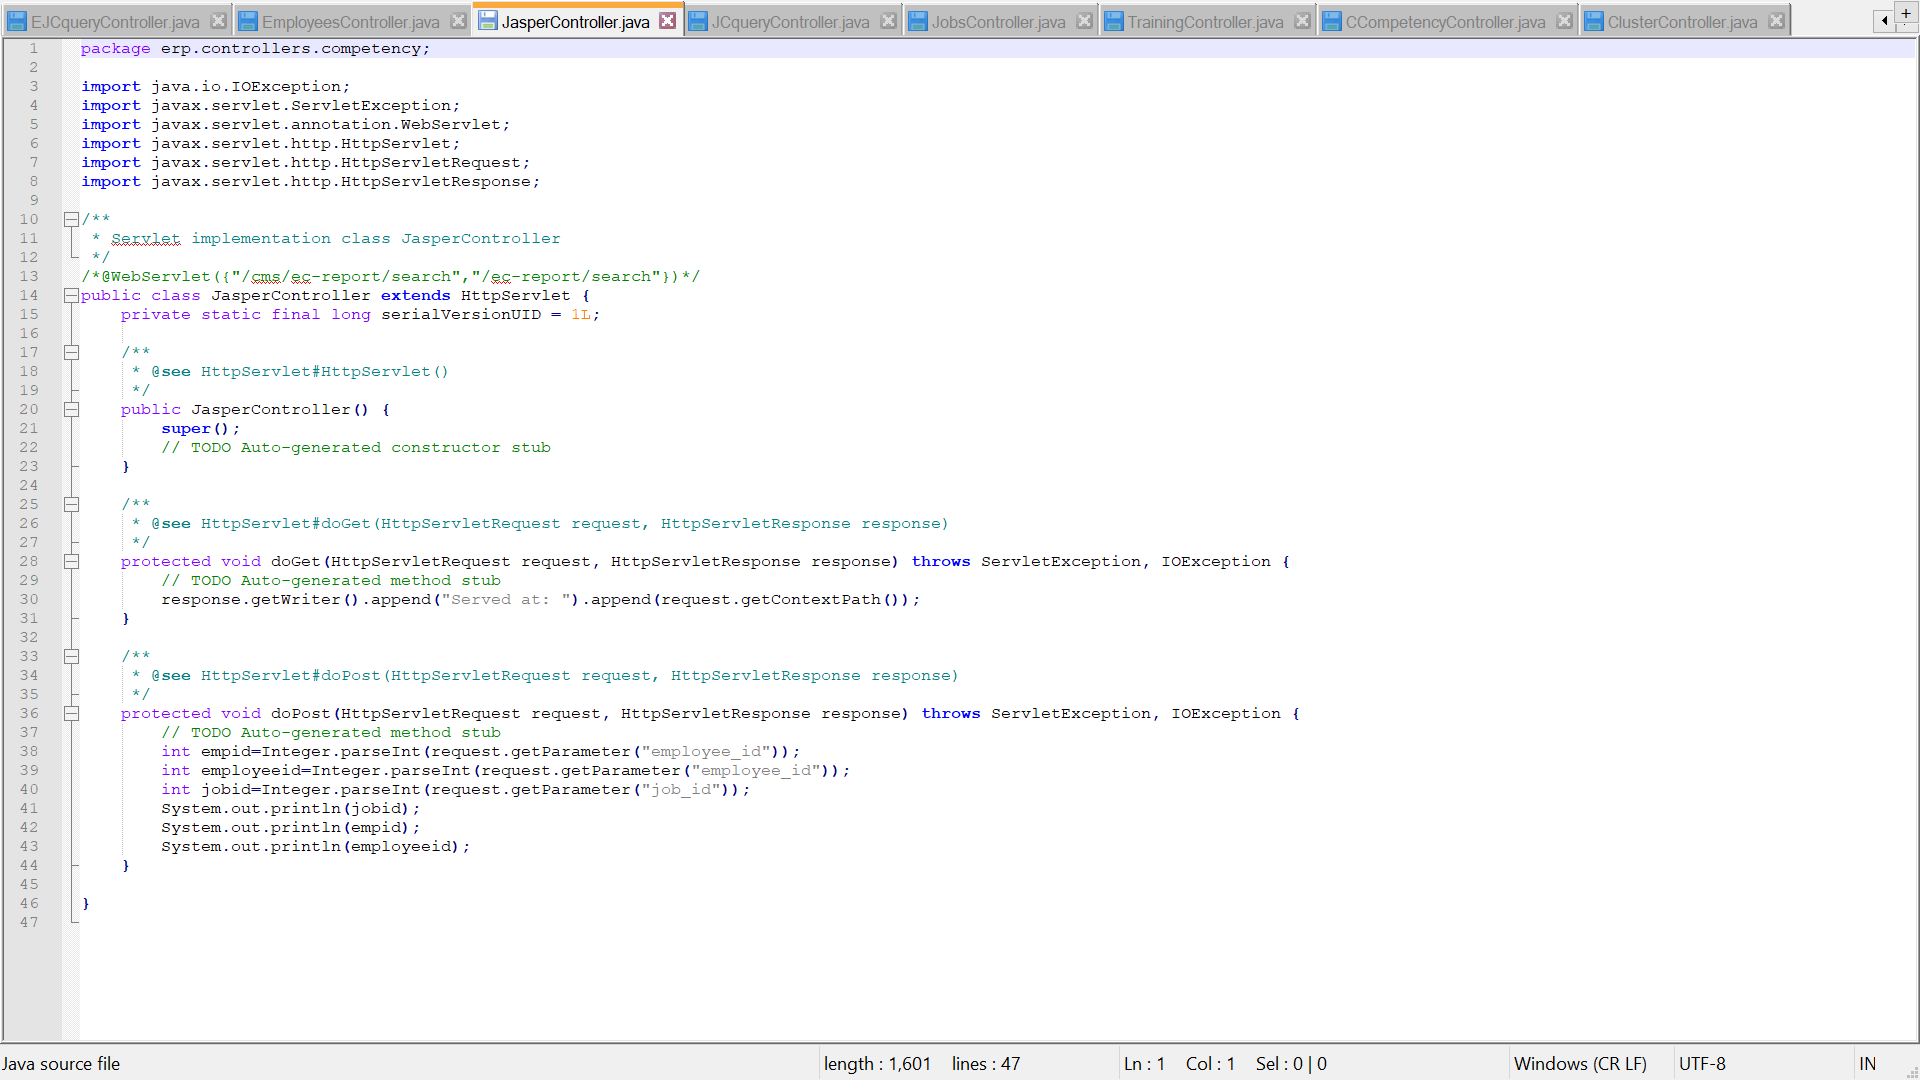 EJCqueryController.java EmployeesController.java JasperController.java JCqueryController.java JobsController.java TrainingController.java CCompetencyController.java ClusterController.java
1 package erp.controllers.competency;
2
3 import java.io.IOException;
4 import javax.servlet.ServletException;
5 import javax.servlet.annotation.WebServlet;
6 import javax.servlet.http.HttpServlet;
7 import javax.servlet.http.HttpServletRequest;
8 import javax.servlet.http.HttpServletResponse;
9
10 /**
11  * Servlet implementation class JasperController
12  */
13 /*@WebServlet({"/cms/ec-report/search","/ec-report/search"})*/
14 public class JasperController extends HttpServlet {
15     private static final long serialVersionUID = 1L;
16
17     /**
18      * @see HttpServlet#HttpServlet()
19      */
20     public JasperController() {
21         super();
22         // TODO Auto-generated constructor stub
23     }
24
25     /**
26      * @see HttpServlet#doGet(HttpServletRequest request, HttpServletResponse response)
27      */
28     protected void doGet(HttpServletRequest request, HttpServletResponse response) throws ServletException, IOException {
29         // TODO Auto-generated method stub
30         response.getWriter().append("Served at: ").append(request.getContextPath());
31     }
32
33     /**
34      * @see HttpServlet#doPost(HttpServletRequest request, HttpServletResponse response)
35      */
36     protected void doPost(HttpServletRequest request, HttpServletResponse response) throws ServletException, IOException {
37         // TODO Auto-generated method stub
38         int empid=Integer.parseInt(request.getParameter("employee_id"));
39         int employeeid=Integer.parseInt(request.getParameter("employee_id"));
40         int jobid=Integer.parseInt(request.getParameter("job_id"));
41         System.out.println(jobid);
42         System.out.println(empid);
43         System.out.println(employeeid);
44     }
45
46 }
47
Java source file length : 1,601 lines : 47 Ln : 1 Col : 1 Sel : 0 | 0 Windows (CR LF) UTF-8 IN